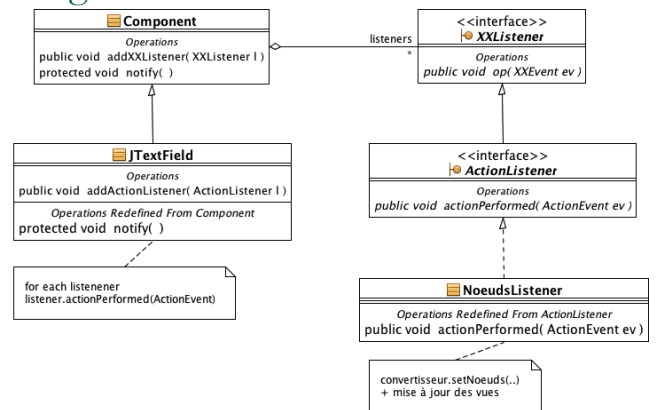 Component
Operations
public void addXXListener( XXListener l )
protected void notify( )
listeners
*
<<interface>>
XXListener
Operations
public void op( XXEvent ev )
JTextField
Operations
public void addActionListener( ActionListener l )
Operations Redefined From Component
protected void notify( )
<<interface>>
ActionListener
Operations
public void actionPerformed( ActionEvent ev )
for each listenener
listener.actionPerformed(ActionEvent)
NoeudsListener
Operations Redefined From ActionListener
public void actionPerformed( ActionEvent ev )
convertisseur.setNoeuds(..)
+ mise à jour des vues